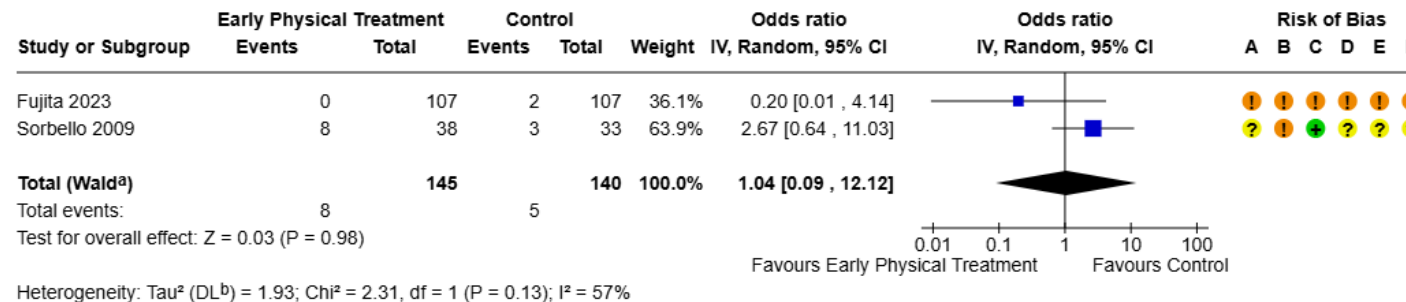 Early Physical Treatment Control Odds ratio Odds ratio Risk of Bias
Study or Subgroup Events Total Events Total Weight IV, Random, 95% CI IV, Random, 95% CI A B C D E
Fujita 2023 0 107 2 107 36.1% 0.20 [0.01 , 4.14] ! ! ! ! !
Sorbello 2009 8 38 3 33 63.9% 2.67 [0.64 , 11.03] ? ! + ? ?
Total (Waldᵃ) 145 140 100.0% 1.04 [0.09 , 12.12]
Total events: 8 5
Test for overall effect: Z = 0.03 (P = 0.98)
0.01 0.1 1 10 100
Favours Early Physical Treatment Favours Control
Heterogeneity: Tau² (DLᵇ) = 1.93; Chi² = 2.31, df = 1 (P = 0.13); I² = 57%